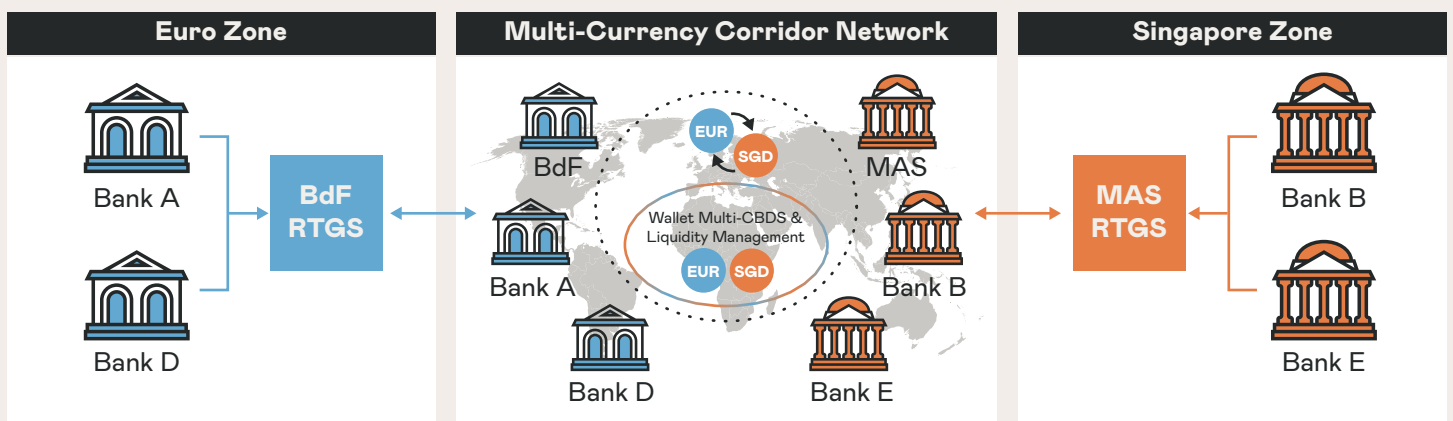 Euro Zone
Bank A
Bank D
BdF
RTGS
Multi-Currency Corridor Network
BdF
MAS
EUR
SGD
Wallet Multi-CBDS &
Liquidity Management
EUR
SGD
Bank A
Bank B
Bank D
Bank E
Singapore Zone
MAS
RTGS
Bank B
Bank E